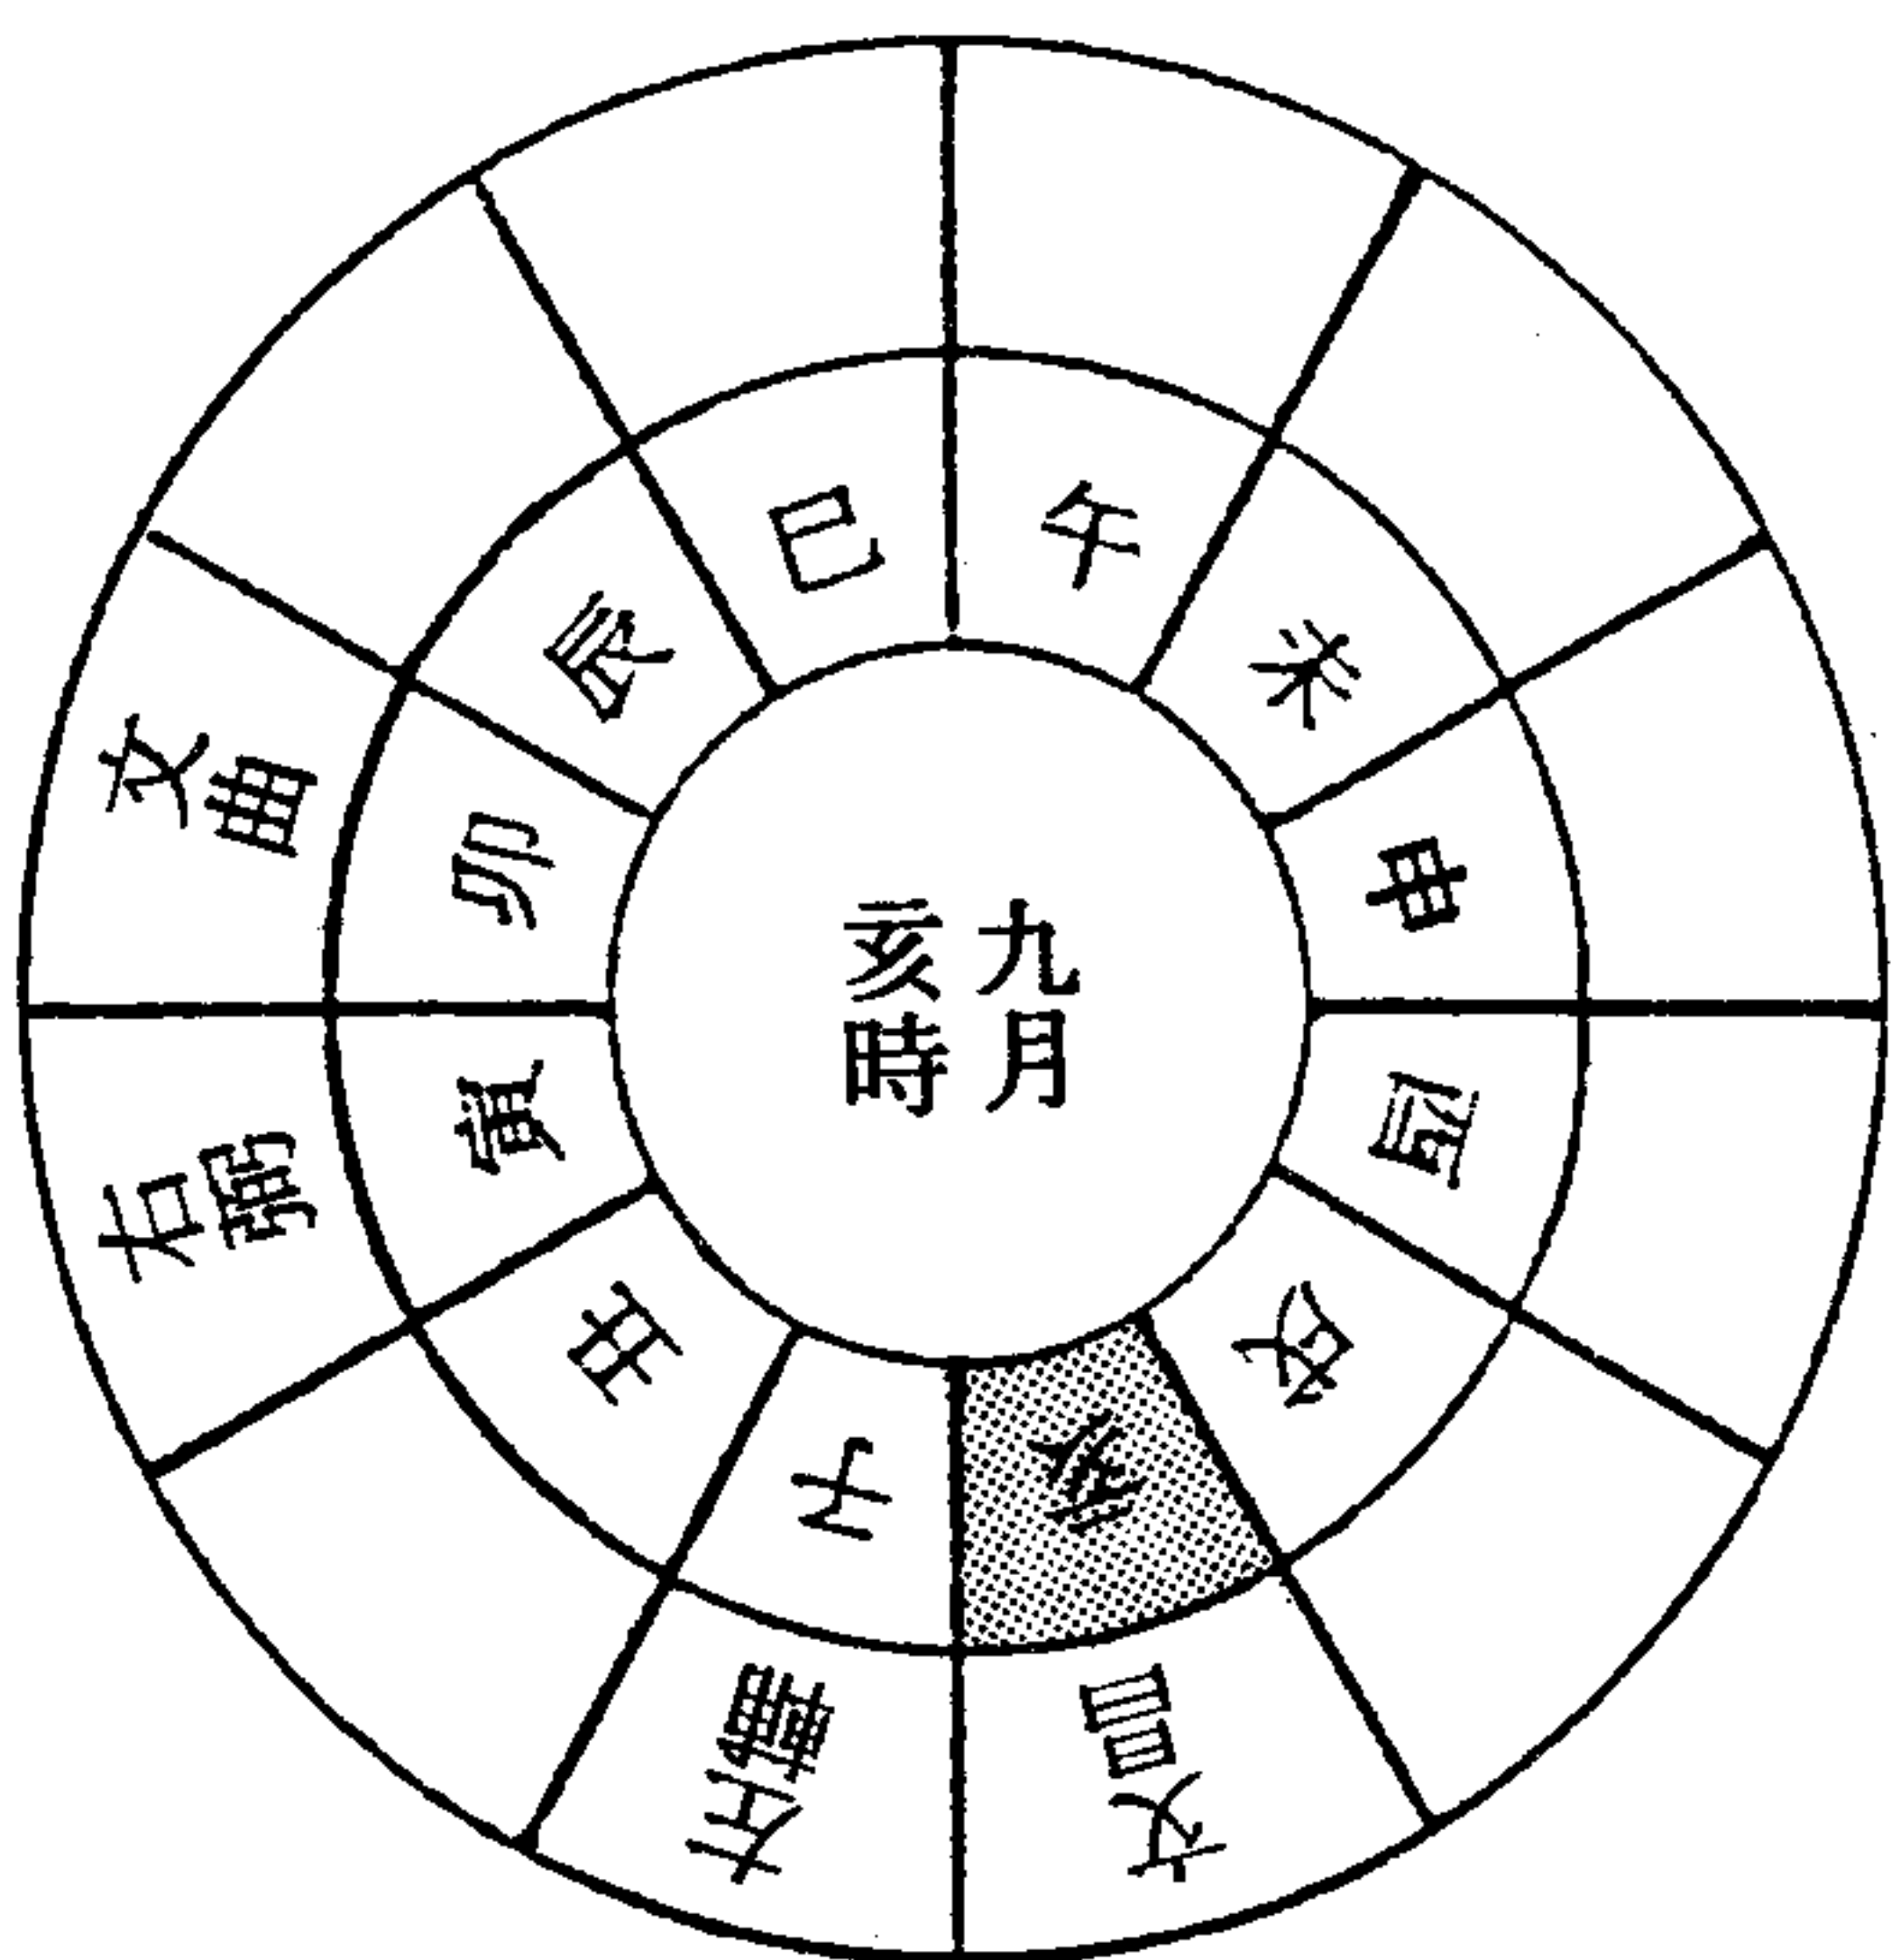 九月
亥時
子
丑
寅
卯
辰
巳
午
未
申
酉
戌
亥
左輔
右弼
文曲
文昌